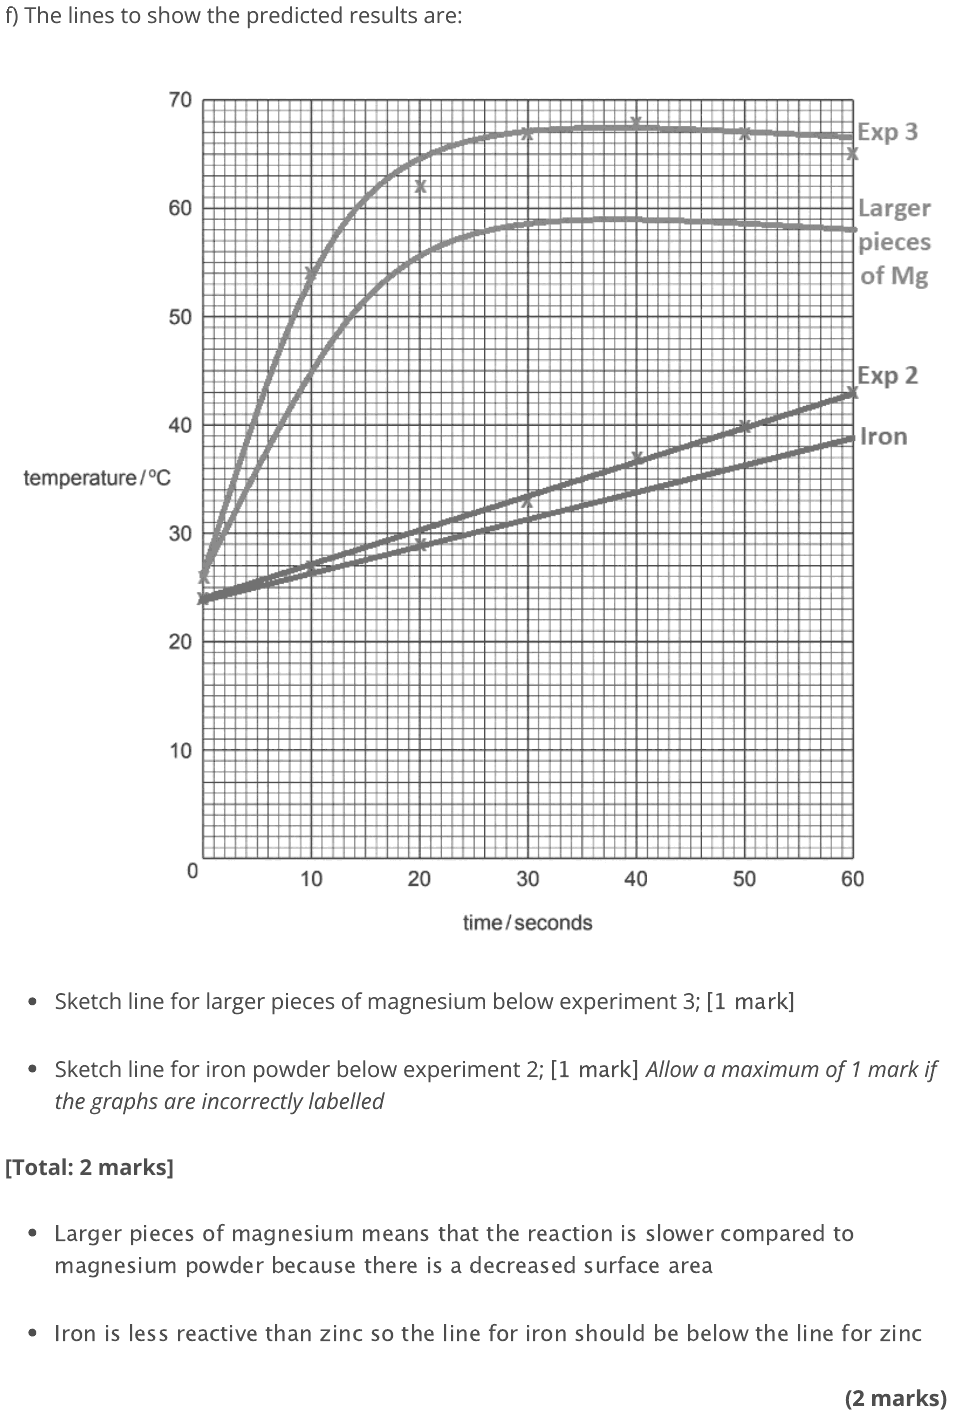 f) The lines to show the predicted results are:
70
Exp 3
60
Larger
pieces
of Mg
50
Exp 2
40
Iron
temperature/°C
30
20
10
0
10 20 30 40 50 60
time/seconds
• Sketch line for larger pieces of magnesium below experiment 3; [1 mark]
• Sketch line for iron powder below experiment 2; [1 mark] Allow a maximum of 1 mark if
the graphs are incorrectly labelled
[Total: 2 marks]
• Larger pieces of magnesium means that the reaction is slower compared to
magnesium powder because there is a decreased surface area
• Iron is less reactive than zinc so the line for iron should be below the line for zinc
(2 marks)